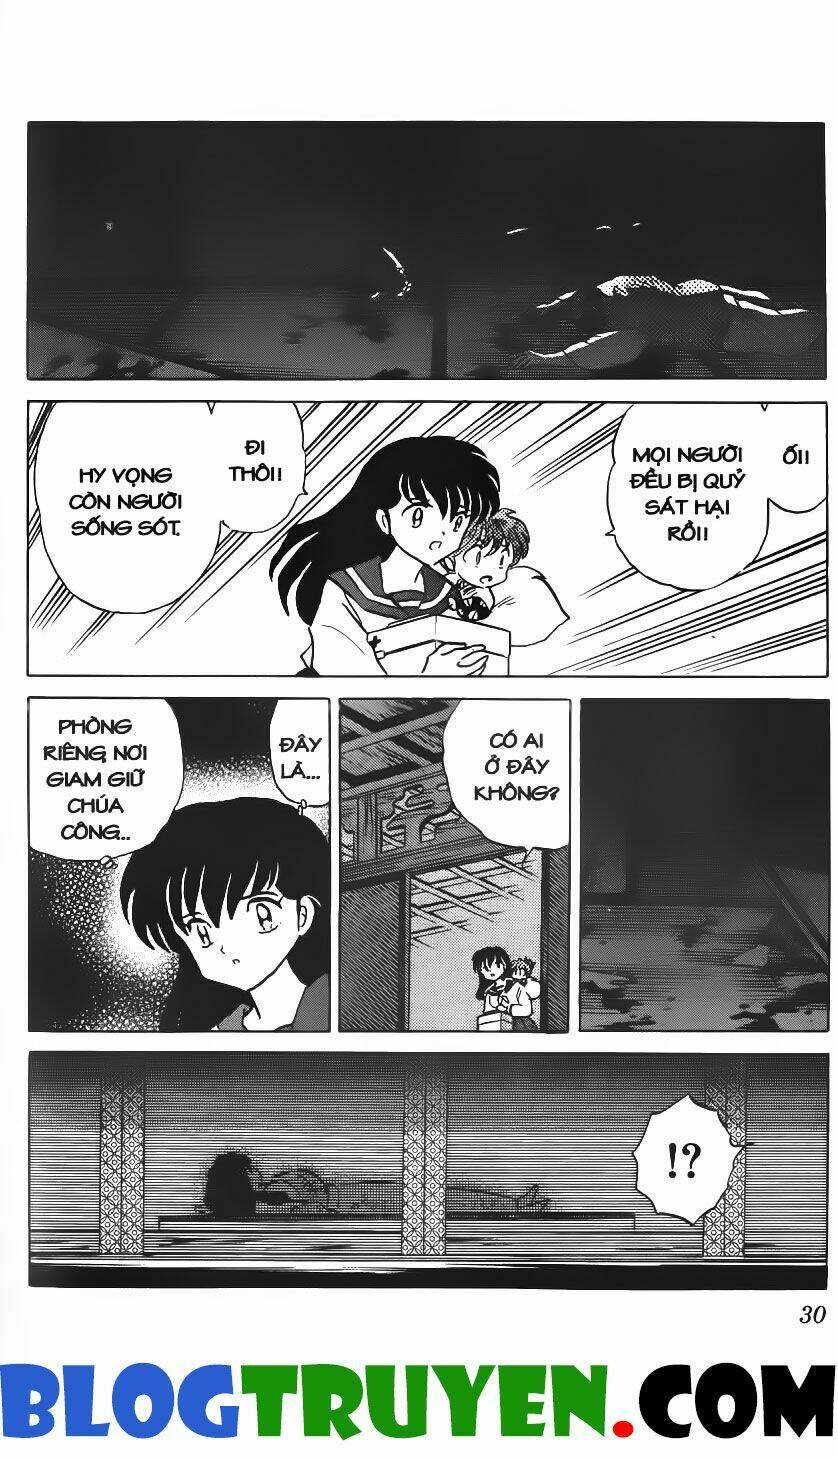 ỐI!
MỌI NGƯỜI
ĐỀU BỊ QUỶ
SÁT HẠI
RỒI!
ĐI
THÔI!
HY VỌNG
CÒN NGƯỜI
SỐNG SÓT.
CÓ AI
Ở ĐÂY
KHÔNG?
ĐÂY
LÀ...
PHÒNG
RIÊNG, NƠI
GIAM GIỮ
CHÚA
CÔNG...
!?
30
BLOGTRUYEN.COM